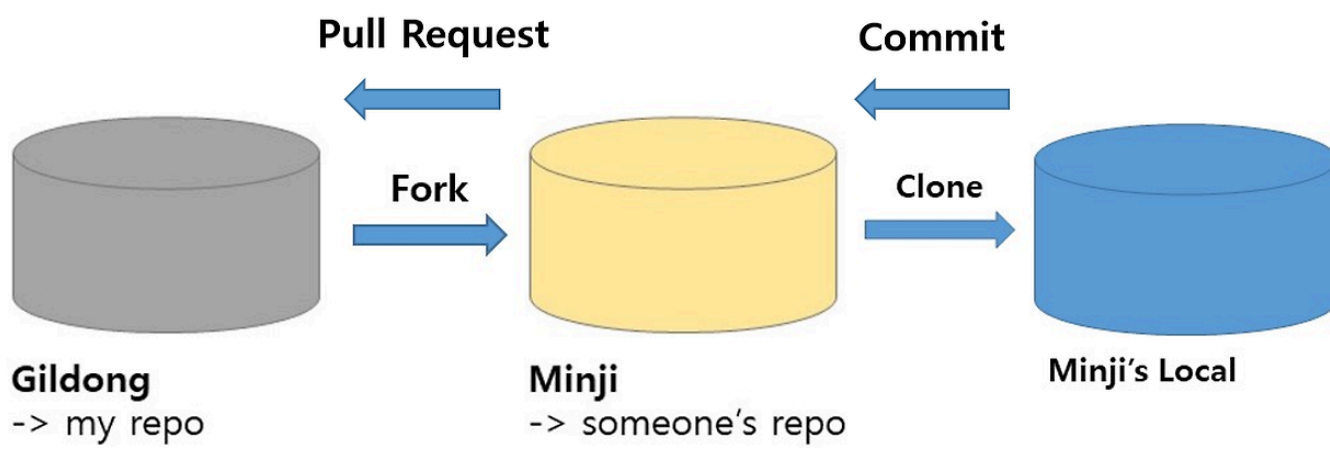 Pull Request
Commit
Fork
Clone
Gildong
-> my repo
Minji
-> someone's repo
Minji's Local